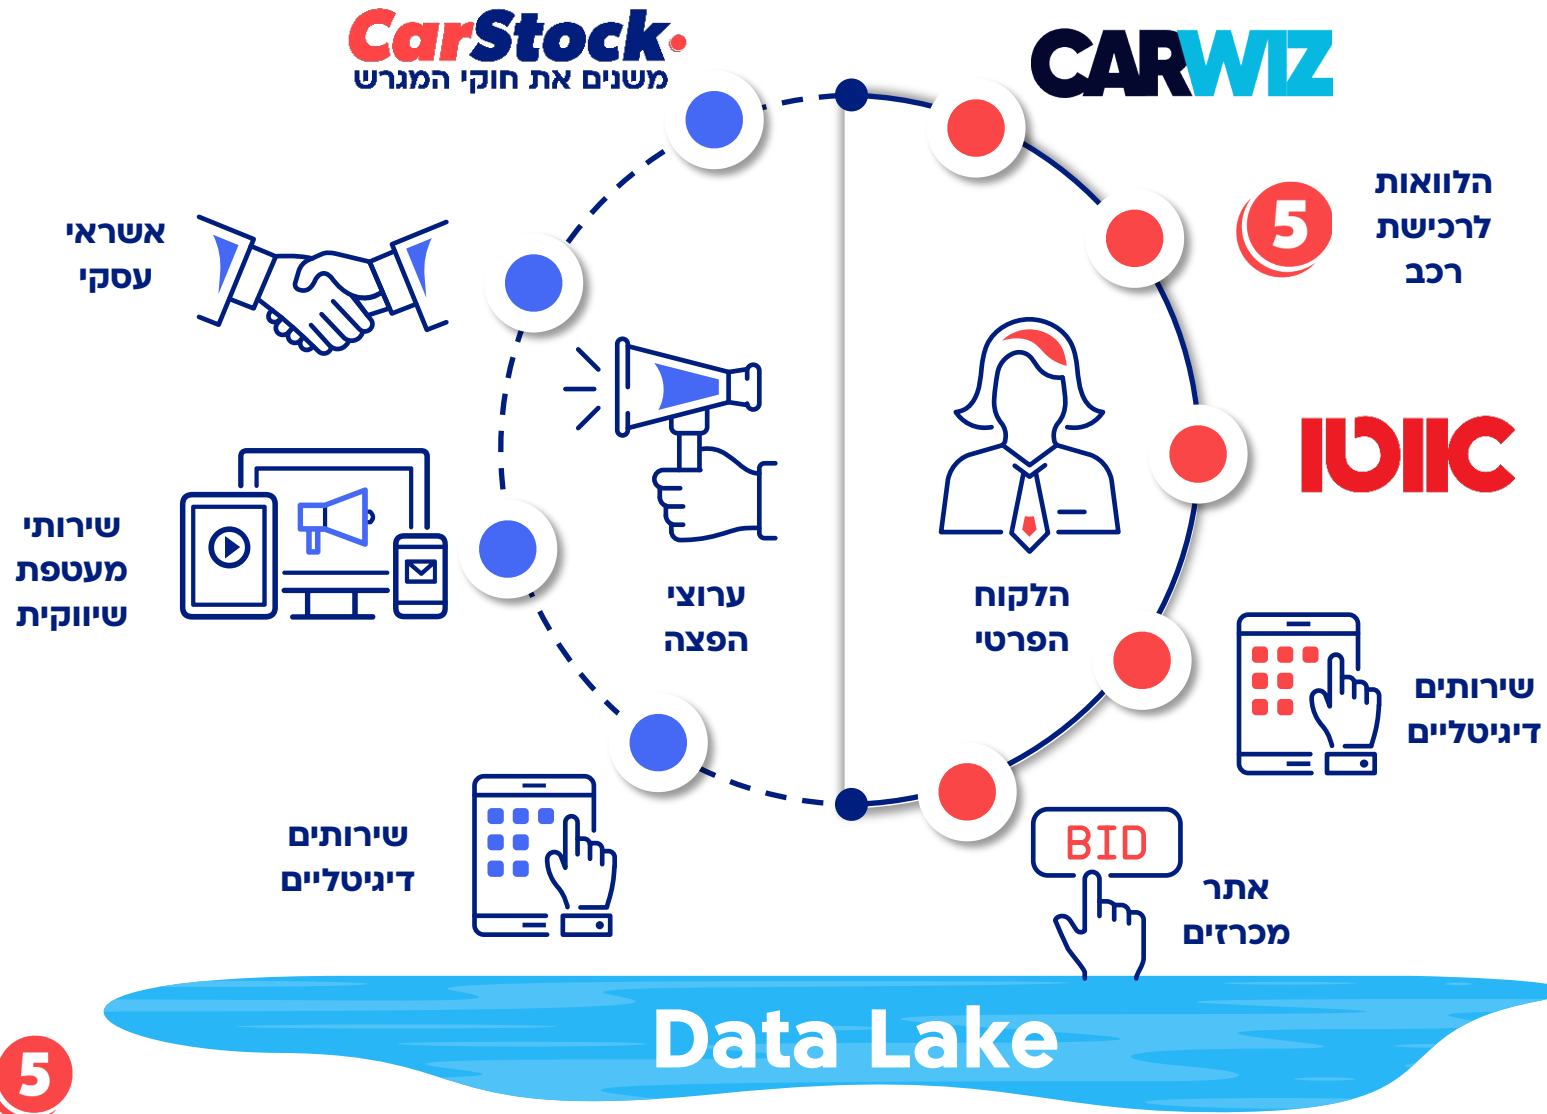 CarStock
משנים את חוקי המגרש
CARWIZ
הלוואות
לרכישת
רכב
5
אשראי
עסקי
אוטו
שירותי
מעטפת
שיווקית
ערוצי
הפצה
הלקוח
הפרטי
שירותים
דיגיטליים
שירותים
דיגיטליים
BID
אתר
מכרזים
Data Lake
5